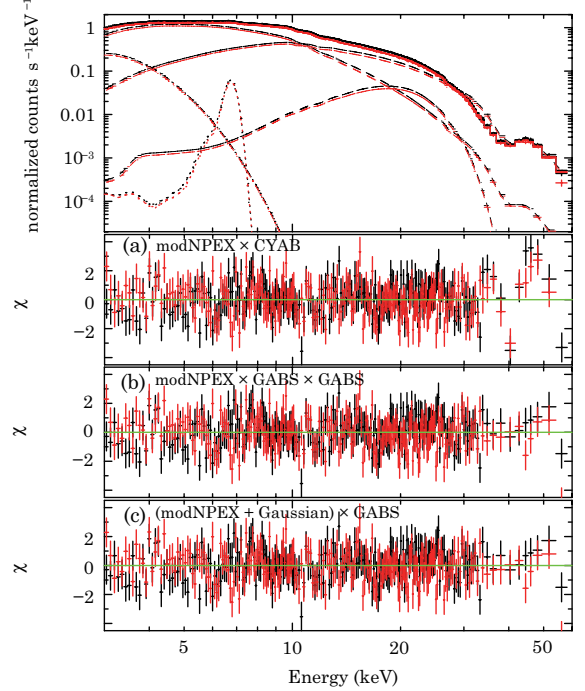 normalized counts s⁻¹keV⁻¹
1
0.1
0.01
10⁻³
10⁻⁴
(a) modNPEX × CYAB
χ
2
0
−2
(b) modNPEX × GABS × GABS
χ
2
0
−2
(c) (modNPEX + Gaussian) × GABS
χ
2
0
−2
5 10 20 50
Energy (keV)